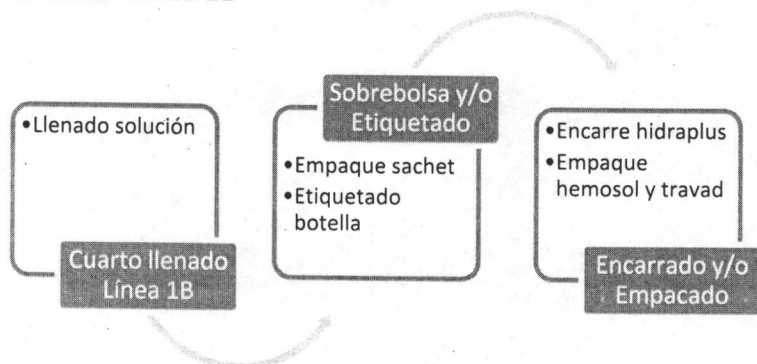 •Llenado solución
Cuarto llenado
Línea 1B
Sobrebolsa y/o
Etiquetado
•Empaque sachet
•Etiquetado
botella
•Encarre hidraplus
•Empaque
hemosol y travad
Encarrado y/o
Empacado